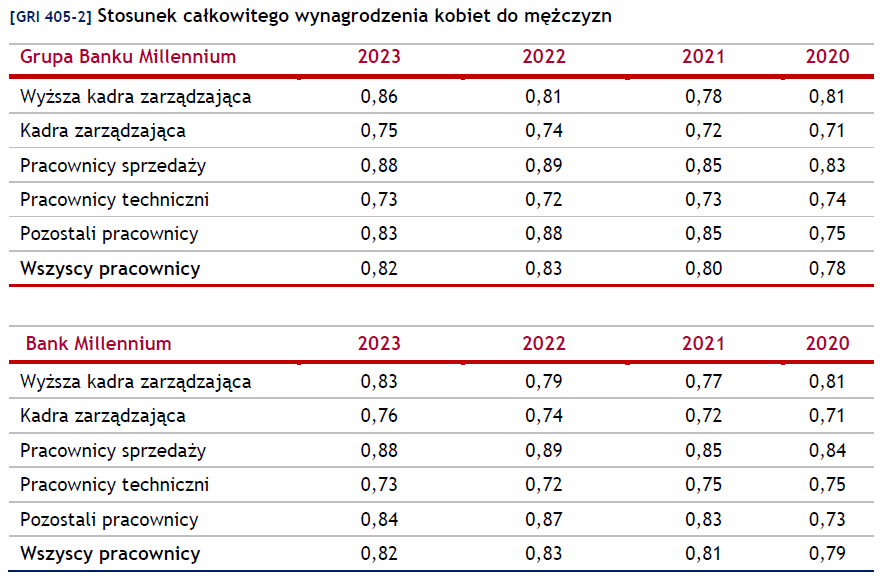 [GRI 405-2] Stosunek całkowitego wynagrodzenia kobiet do mężczyzn
Grupa Banku Millennium 2023 2022 2021 2020
Wyższa kadra zarządzająca 0,86 0,81 0,78 0,81
Kadra zarządzająca 0,75 0,74 0,72 0,71
Pracownicy sprzedaży 0,88 0,89 0,85 0,83
Pracownicy techniczni 0,73 0,72 0,73 0,74
Pozostali pracownicy 0,83 0,88 0,85 0,75
Wszyscy pracownicy 0,82 0,83 0,80 0,78
Bank Millennium 2023 2022 2021 2020
Wyższa kadra zarządzająca 0,83 0,79 0,77 0,81
Kadra zarządzająca 0,76 0,74 0,72 0,71
Pracownicy sprzedaży 0,88 0,89 0,85 0,84
Pracownicy techniczni 0,73 0,72 0,75 0,75
Pozostali pracownicy 0,84 0,87 0,83 0,73
Wszyscy pracownicy 0,82 0,83 0,81 0,79